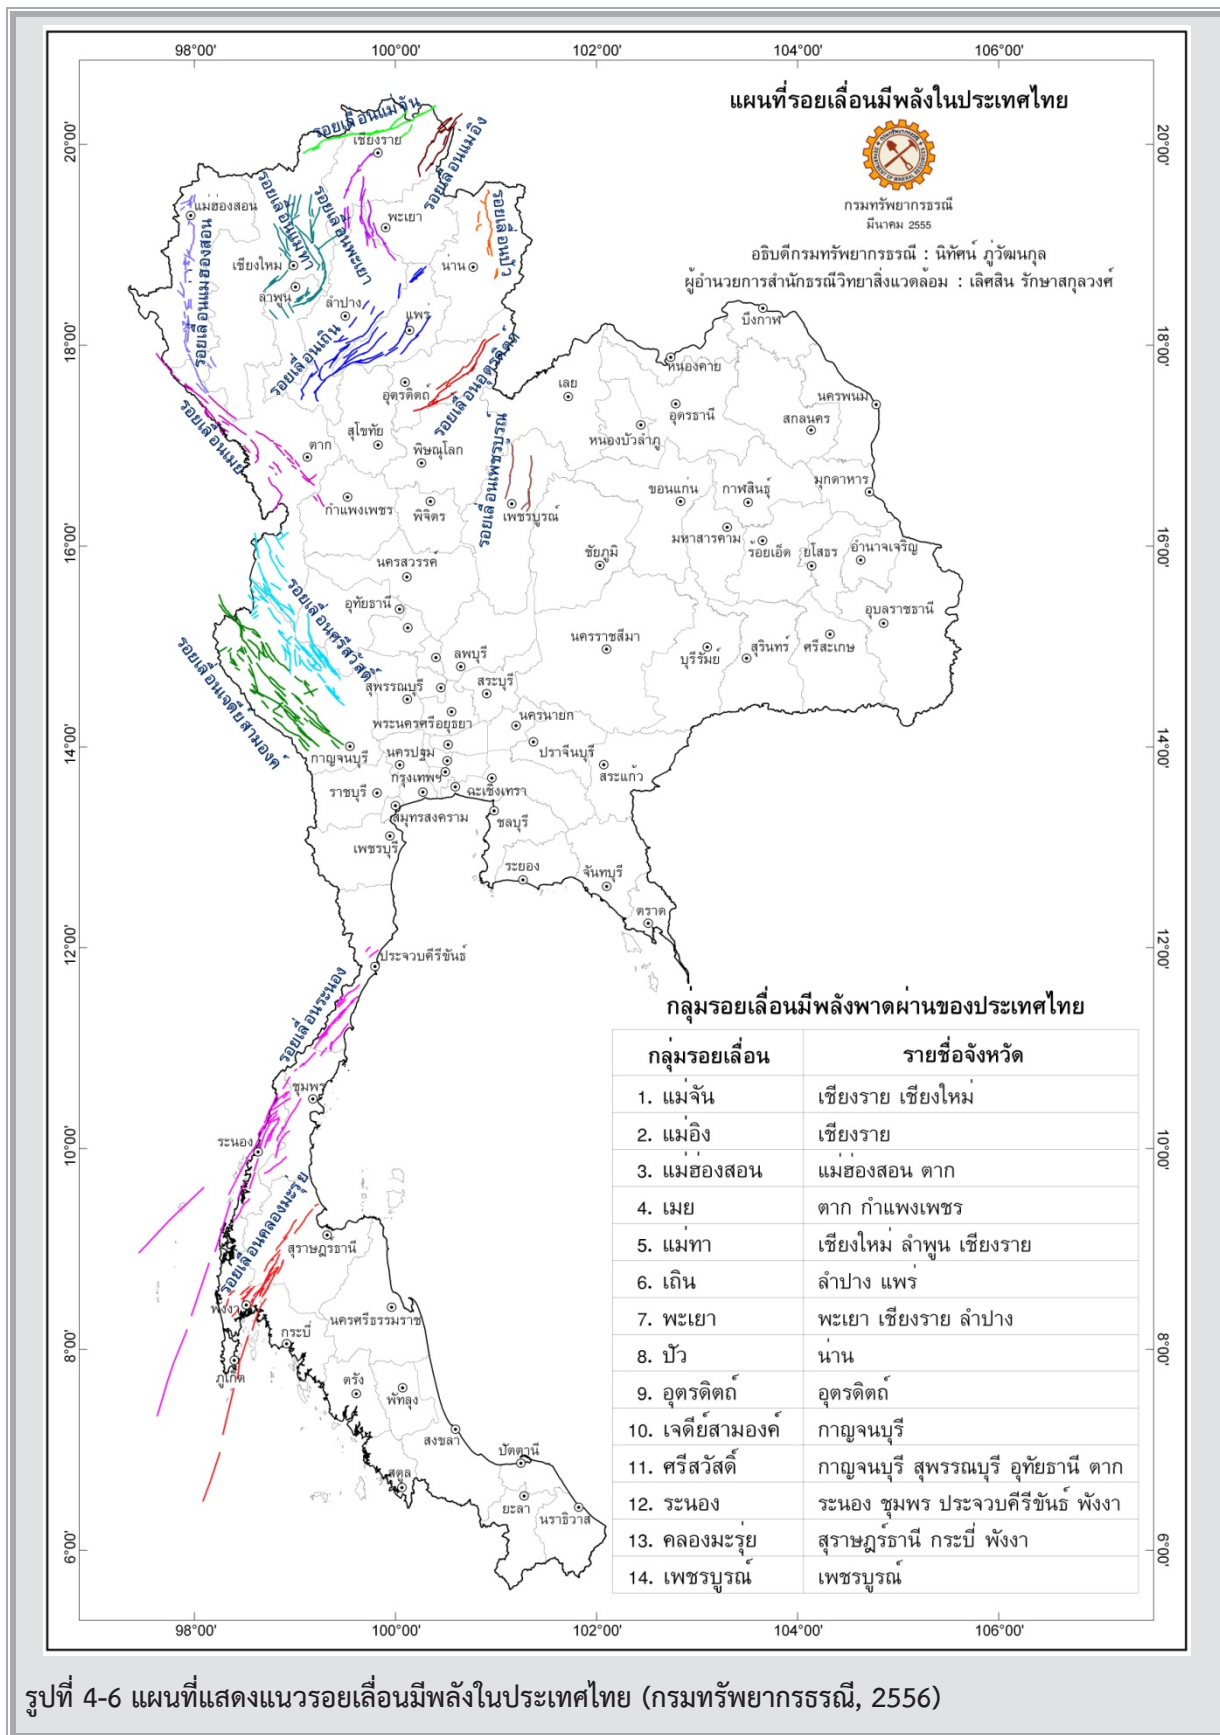 98°00' 100°00' 102°00' 104°00' 106°00'
แผนที่รอยเลื่อนมีพลังในประเทศไทย
กรมทรัพยากรธรณี
มีนาคม 2555
อธิบดีกรมทรัพยากรธรณี : นิทัศน์ ภู่วัฒนกุล
ผู้อำนวยการสำนักธรณีวิทยาสิ่งแวดล้อม : เลิศสิน รักษาสกุลวงศ์
20°00' 20°00'
18°00' 18°00'
16°00' 16°00'
14°00' 14°00'
12°00' 12°00'
10°00' 10°00'
8°00' 8°00'
6°00' 6°00'
รอยเลื่อนแม่จัน
เชียงราย
รอยเลื่อนแม่อิง
แม่ฮ่องสอน
รอยเลื่อนแม่ฮ่องสอน
รอยเลื่อนแม่ทา
รอยเลื่อนพะเยา
พะเยา
รอยเลื่อนปัว
เชียงใหม่
น่าน
ลำพูน
ลำปาง
แพร่
รอยเลื่อนเถิน
รอยเลื่อนอุตรดิตถ์
อุตรดิตถ์
รอยเลื่อนเมย
ตาก
สุโขทัย
พิษณุโลก
รอยเลื่อนเพชรบูรณ์
กำแพงเพชร
พิจิตร
เพชรบูรณ์
บึงกาฬ
หนองคาย
เลย
นครพนม
อุดรธานี
สกลนคร
หนองบัวลำภู
มุกดาหาร
ขอนแก่น
กาฬสินธุ์
มหาสารคาม
ร้อยเอ็ด
ยโสธร
อำนาจเจริญ
ชัยภูมิ
นครสวรรค์
อุทัยธานี
รอยเลื่อนศรีสวัสดิ์
รอยเลื่อนเจดีย์สามองค์
อุบลราชธานี
นครราชสีมา
บุรีรัมย์
สุรินทร์
ศรีสะเกษ
ลพบุรี
สุพรรณบุรี
สระบุรี
พระนครศรีอยุธยา
นครนายก
กาญจนบุรี
นครปฐม
ปราจีนบุรี
กรุงเทพฯ
สระแก้ว
ราชบุรี
ฉะเชิงเทรา
สมุทรสงคราม
ชลบุรี
เพชรบุรี
ระยอง
จันทบุรี
ตราด
ประจวบคีรีขันธ์
รอยเลื่อนระนอง
ชุมพร
ระนอง
รอยเลื่อนคลองมะรุ่ย
สุราษฎร์ธานี
พังงา
นครศรีธรรมราช
กระบี่
ภูเก็ต
ตรัง
พัทลุง
สงขลา
ปัตตานี
สตูล
ยะลา
นราธิวาส
กลุ่มรอยเลื่อนมีพลังพาดผ่านของประเทศไทย
กลุ่มรอยเลื่อน รายชื่อจังหวัด
1. แม่จัน เชียงราย เชียงใหม่
2. แม่อิง เชียงราย
3. แม่ฮ่องสอน แม่ฮ่องสอน ตาก
4. เมย ตาก กำแพงเพชร
5. แม่ทา เชียงใหม่ ลำพูน เชียงราย
6. เถิน ลำปาง แพร่
7. พะเยา พะเยา เชียงราย ลำปาง
8. ปัว น่าน
9. อุตรดิตถ์ อุตรดิตถ์
10. เจดีย์สามองค์ กาญจนบุรี
11. ศรีสวัสดิ์ กาญจนบุรี สุพรรณบุรี อุทัยธานี ตาก
12. ระนอง ระนอง ชุมพร ประจวบคีรีขันธ์ พังงา
13. คลองมะรุ่ย สุราษฎร์ธานี กระบี่ พังงา
14. เพชรบูรณ์ เพชรบูรณ์
98°00' 100°00' 102°00' 104°00' 106°00'
รูปที่ 4-6 แผนที่แสดงแนวรอยเลื่อนมีพลังในประเทศไทย (กรมทรัพยากรธรณี, 2556)